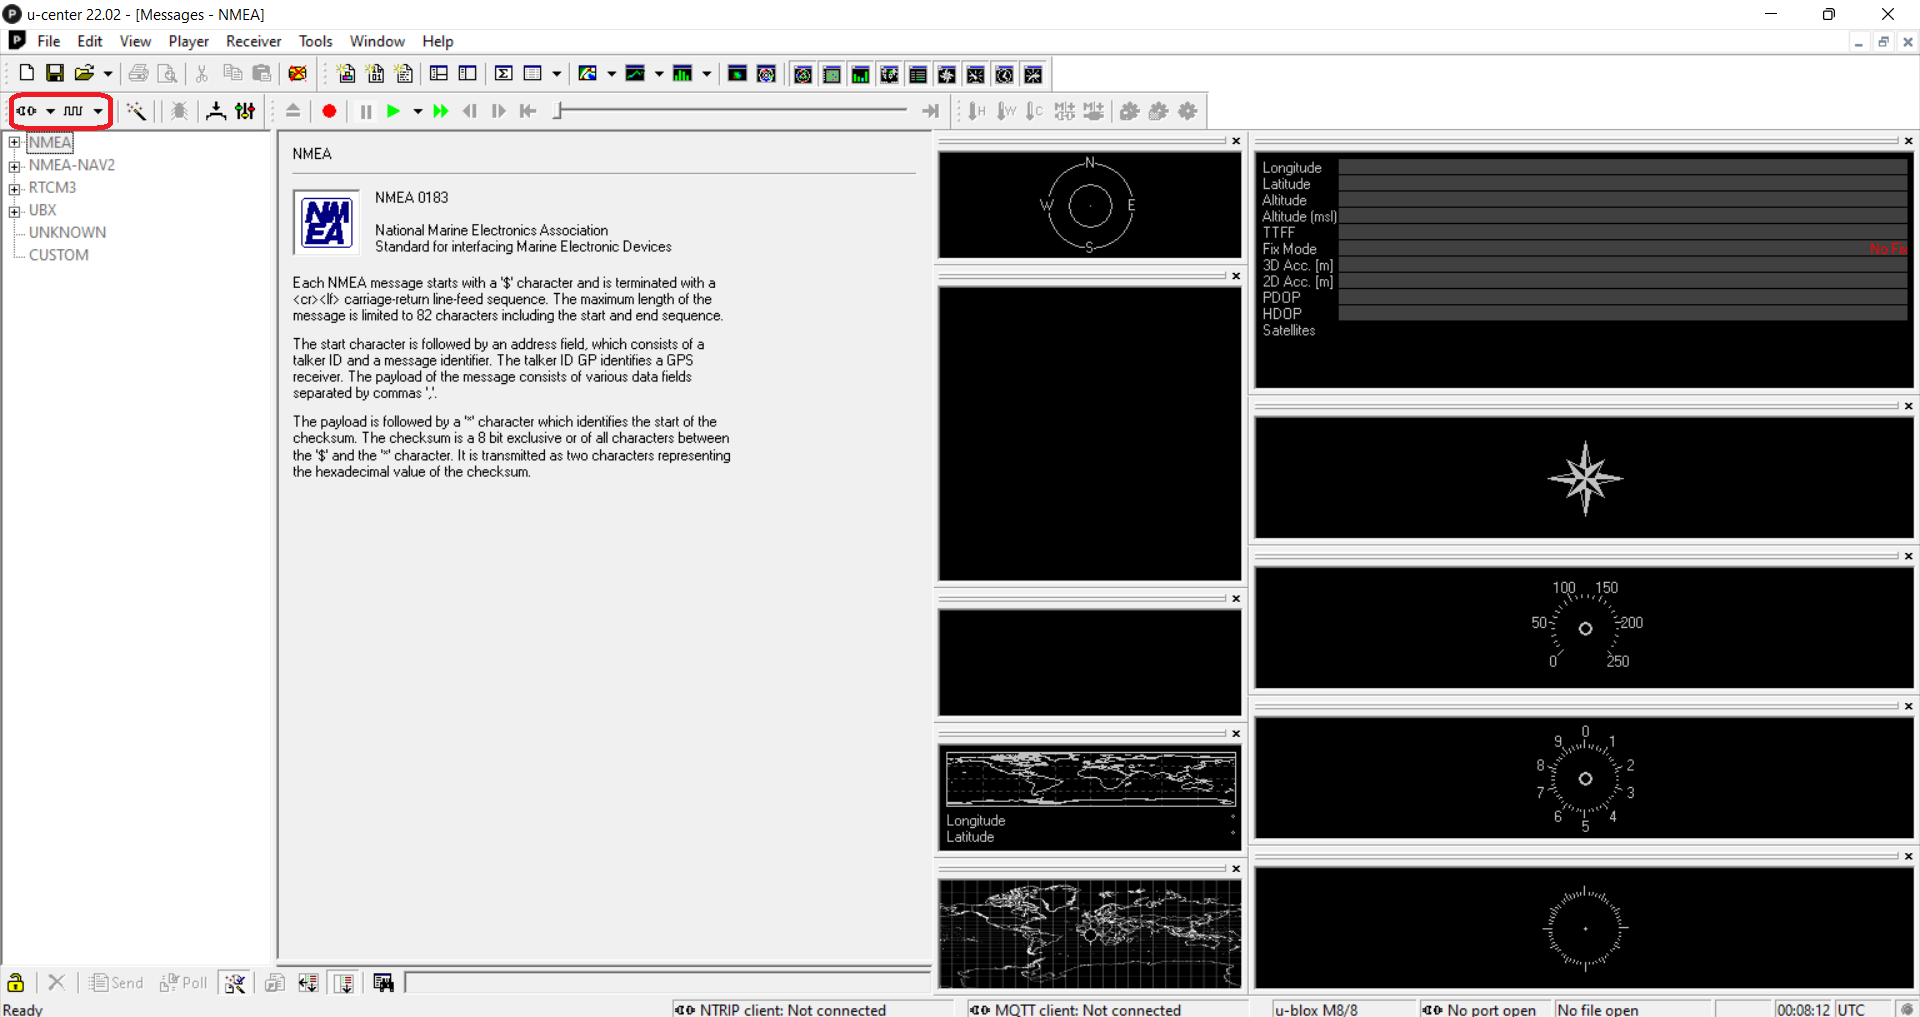 u-center 22.02 - [Messages - NMEA]
File Edit View Player Receiver Tools Window Help
NMEA
NMEA-NAV2
RTCM3
UBX
UNKNOWN
CUSTOM
NMEA
NM
EA
NMEA 0183
National Marine Electronics Association
Standard for interfacing Marine Electronic Devices
Each NMEA message starts with a '$' character and is terminated with a
<cr><lf> carriage-return line-feed sequence. The maximum length of the
message is limited to 82 characters including the start and end sequence.
The start character is followed by an address field, which consists of a
talker ID and a message identifier. The talker ID GP identifies a GPS
receiver. The payload of the message consists of various data fields
separated by commas ','.
The payload is followed by a '*' character which identifies the start of the
checksum. The checksum is a 8 bit exclusive or of all characters between
the '$' and the '*' character. It is transmitted as two characters representing
the hexadecimal value of the checksum.
N
W E
S
Longitude
Latitude
Longitude
Latitude
Altitude
Altitude (msl)
TTFF
Fix Mode No Fix
3D Acc. [m]
2D Acc. [m]
PDOP
HDOP
Satellites
100 150
50 200
0 250
0
9 1
8 2
7 3
6 4
5
Send Poll
Ready
NTRIP client: Not connected
MQTT client: Not connected
u-blox M8/8
No port open
No file open
00:08:12 UTC